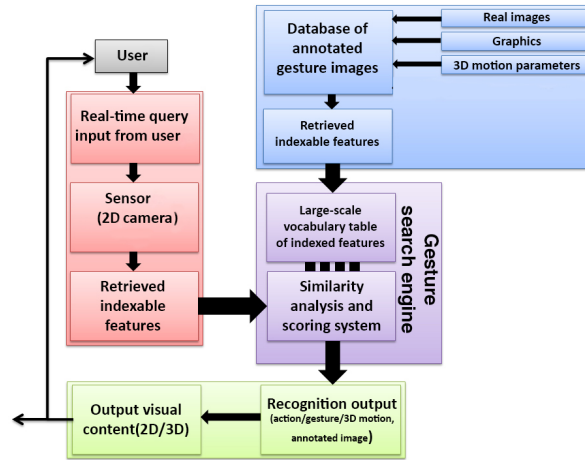 User
Real-time query
input from user
Sensor
(2D camera)
Retrieved
indexable
features
Database of
annotated
gesture images
Real images
Graphics
3D motion parameters
Retrieved
indexable features
Large-scale
vocabulary table
of indexed features
Similarity
analysis and
scoring system
Gesture
search engine
Recognition output
(action/gesture/3D motion,
annotated image)
Output visual
content(2D/3D)